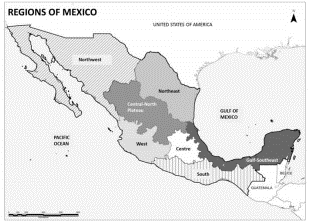 REGIONS OF MEXICO
UNITED STATES OF AMERICA
N
Northwest
Northeast
Central-North
Plateau
GULF OF
MEXICO
PACIFIC
OCEAN
West
Centre
Gulf-Southeast
South
BELIZE
GUATEMALA